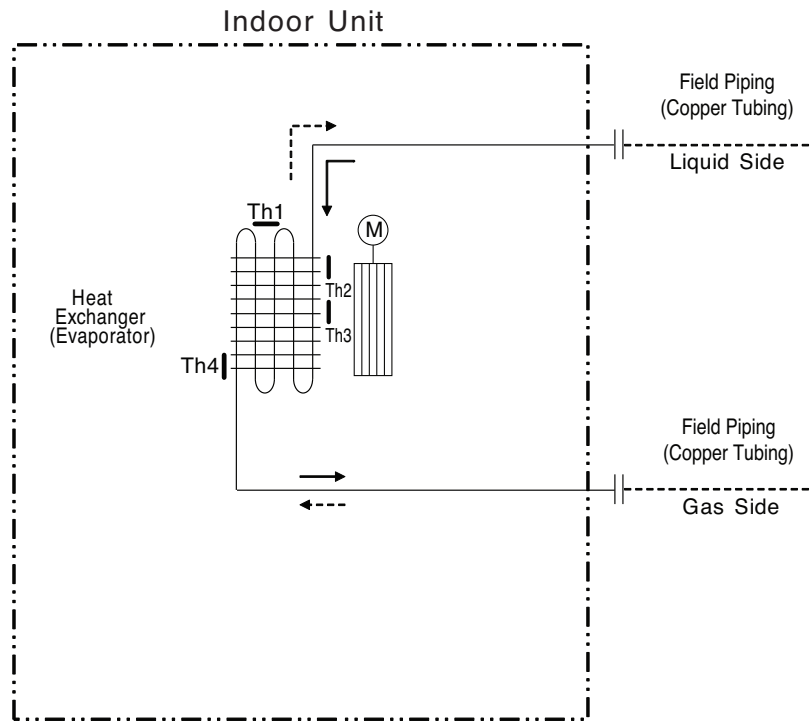 Indoor Unit
Field Piping
(Copper Tubing)
Liquid Side
Th1
M
Th2
Heat
Exchanger
(Evaporator)
Th3
Th4
Field Piping
(Copper Tubing)
Gas Side